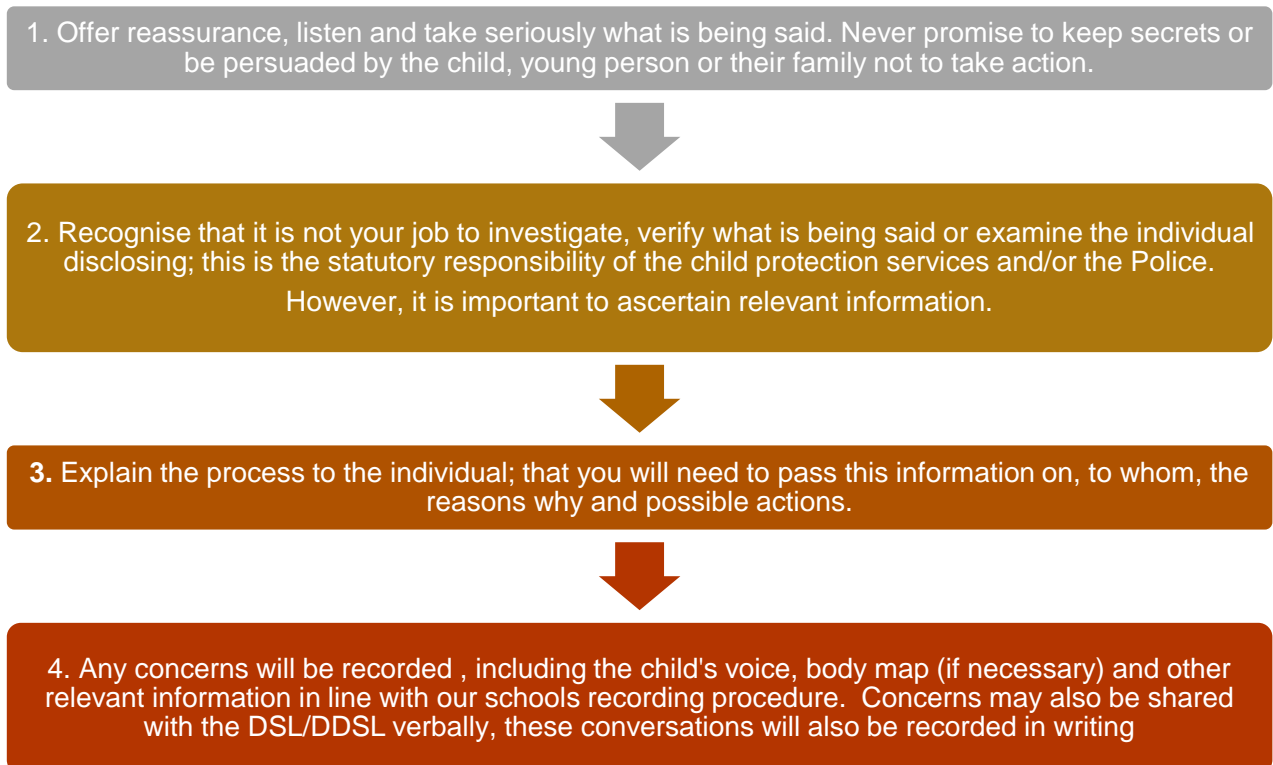 1. Offer reassurance, listen and take seriously what is being said. Never promise to keep secrets or
be persuaded by the child, young person or their family not to take action.
2. Recognise that it is not your job to investigate, verify what is being said or examine the individual
disclosing; this is the statutory responsibility of the child protection services and/or the Police.
However, it is important to ascertain relevant information.
3. Explain the process to the individual; that you will need to pass this information on, to whom, the
reasons why and possible actions.
4. Any concerns will be recorded , including the child's voice, body map (if necessary) and other
relevant information in line with our schools recording procedure.  Concerns may also be shared
with the DSL/DDSL verbally, these conversations will also be recorded in writing